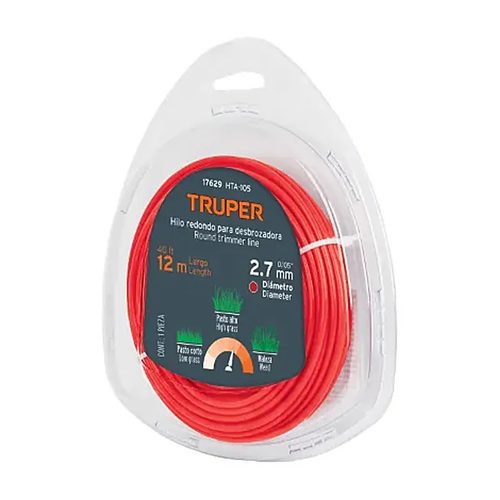 17629 HTA-105
TRUPER
Hilo redondo para desbrozadora
Round trimmer line
40 ft
12 m
Largo
Length
0.105"
2.7 mm
Diámetro
Diameter
Pasto alto
High grass
Pasto corto
Low grass
Maleza
Weed
CONT.: 1 PIEZA